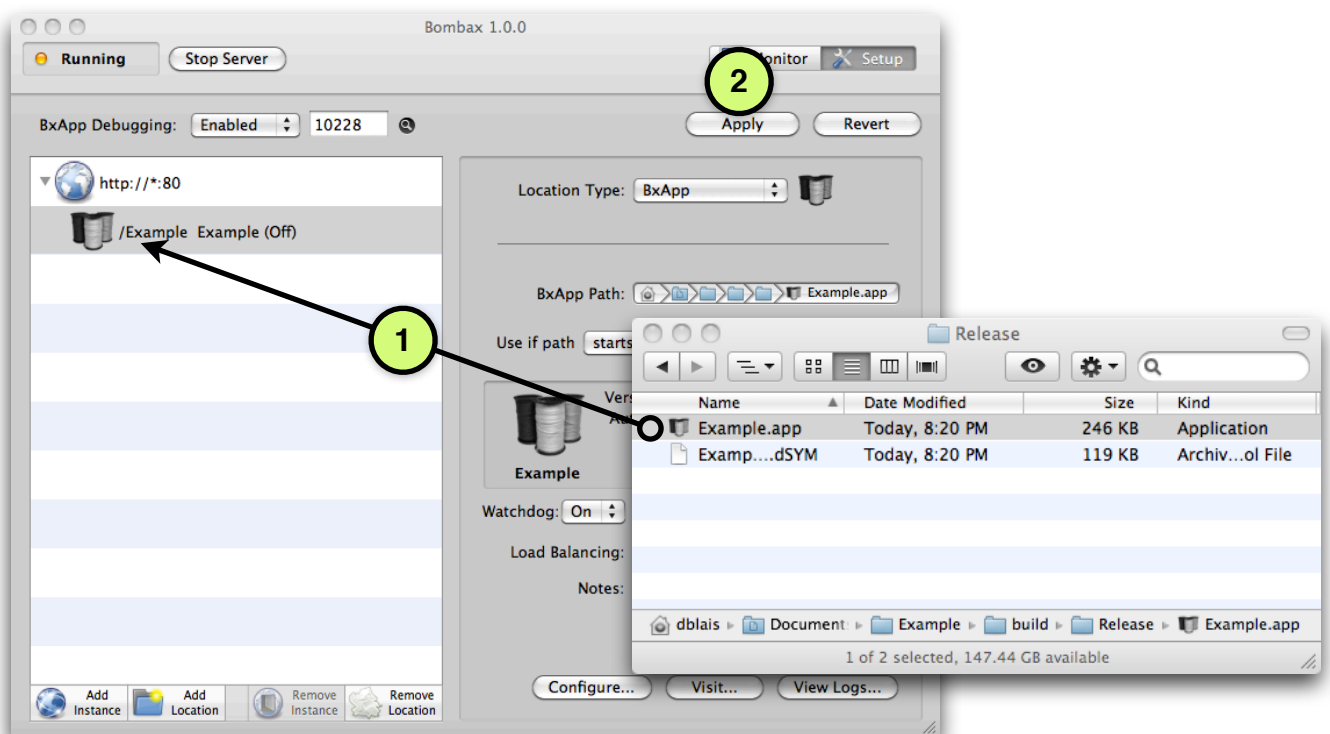 Bombax 1.0.0
Running
Stop Server
onitor
Setup
2
BxApp Debugging: Enabled 10228
Apply
Revert
http://*:80
/Example Example (Off)
Location Type: BxApp
BxApp Path: Example.app
Use if path starts
1
Example
Watchdog: On
Load Balancing:
Notes:
Configure...
Visit...
View Logs...
Add Instance
Add Location
Remove Instance
Remove Location
Release
Name Date Modified Size Kind
Example.app Today, 8:20 PM 246 KB Application
Examp....dSYM Today, 8:20 PM 119 KB Archiv...ol File
dblais Document Example build Release Example.app
1 of 2 selected, 147.44 GB available